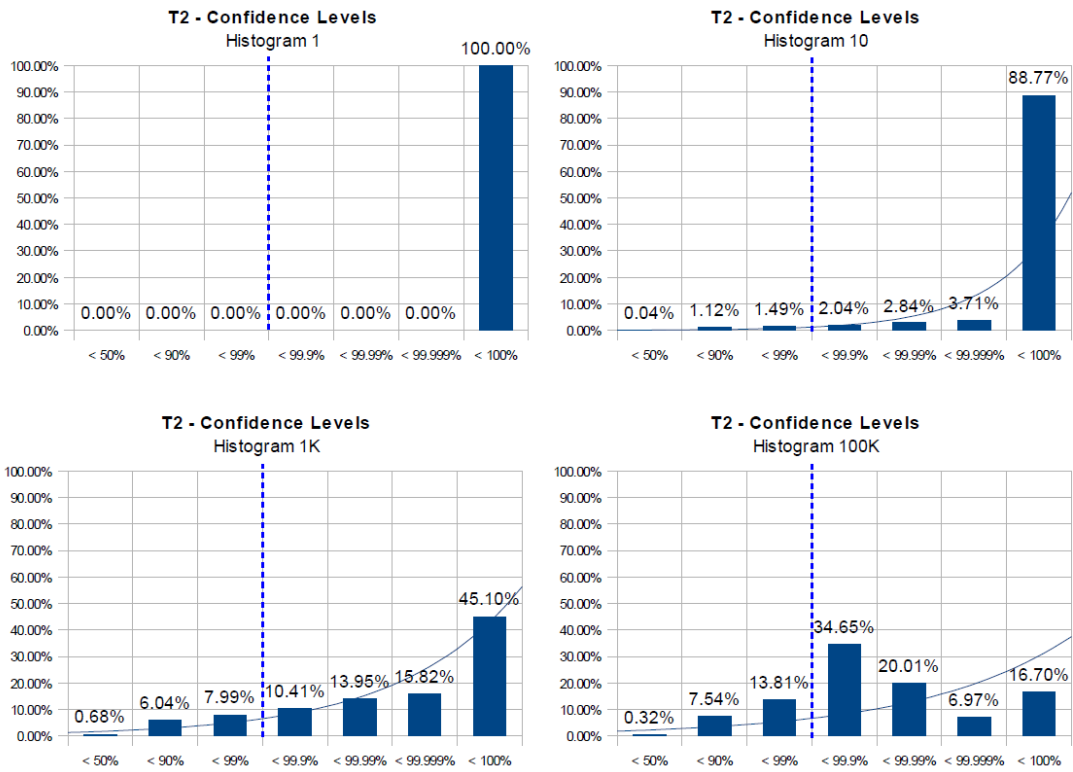 T2 - Confidence Levels
Histogram 1
100.00%
100.00%
90.00%
80.00%
70.00%
60.00%
50.00%
40.00%
30.00%
20.00%
10.00%
0.00%
0.00% 0.00% 0.00% 0.00% 0.00% 0.00%
< 50% < 90% < 99% < 99.9% < 99.99% < 99.999% < 100%
T2 - Confidence Levels
Histogram 10
88.77%
100.00%
90.00%
80.00%
70.00%
60.00%
50.00%
40.00%
30.00%
20.00%
10.00%
0.00%
0.04% 1.12% 1.49% 2.04% 2.84% 3.71%
< 50% < 90% < 99% < 99.9% < 99.99% < 99.999% < 100%
T2 - Confidence Levels
Histogram 1K
100.00%
90.00%
80.00%
70.00%
60.00%
50.00%
40.00%
30.00%
20.00%
10.00%
0.00%
0.68% 6.04% 7.99% 10.41% 13.95% 15.82% 45.10%
< 50% < 90% < 99% < 99.9% < 99.99% < 99.999% < 100%
T2 - Confidence Levels
Histogram 100K
100.00%
90.00%
80.00%
70.00%
60.00%
50.00%
40.00%
30.00%
20.00%
10.00%
0.00%
0.32% 7.54% 13.81% 34.65% 20.01% 6.97% 16.70%
< 50% < 90% < 99% < 99.9% < 99.99% < 99.999% < 100%